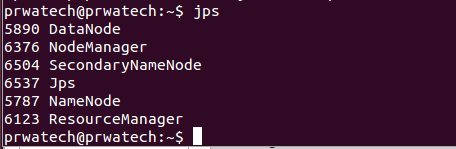 prwatech@prwatech:~$ jps
5890 DataNode
6376 NodeManager
6504 SecondaryNameNode
6537 Jps
5787 NameNode
6123 ResourceManager
prwatech@prwatech:~$